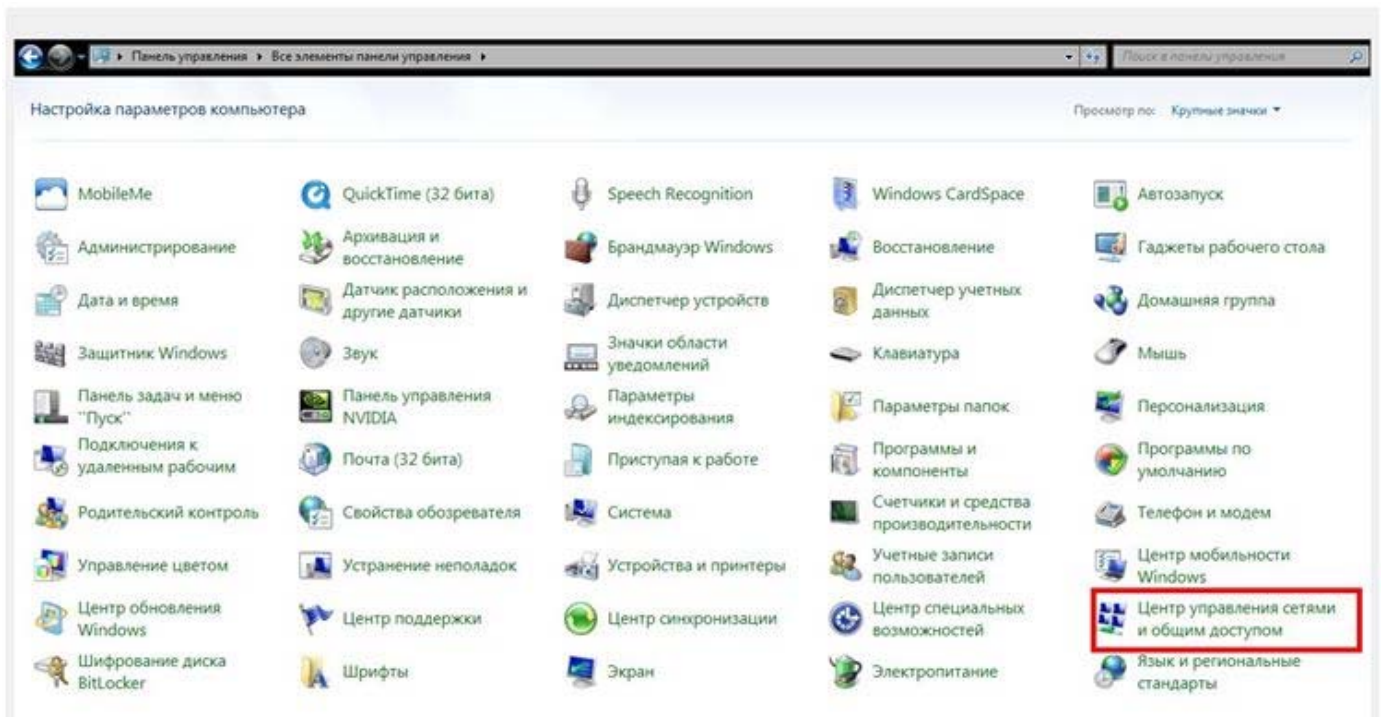 Панель управления ▸ Все элементы панели управления ▸
Поиск в панели управления
Настройка параметров компьютера
Просмотр по: Крупные значки
MobileMe
QuickTime (32 бита)
Speech Recognition
Windows CardSpace
Автозапуск
Администрирование
Архивация и
восстановление
Брандмауэр Windows
Восстановление
Гаджеты рабочего стола
Дата и время
Датчик расположения и
другие датчики
Диспетчер устройств
Диспетчер учетных
данных
Домашняя группа
Защитник Windows
Звук
Значки области
уведомлений
Клавиатура
Мышь
Панель задач и меню
''Пуск''
Панель управления
NVIDIA
Параметры
индексирования
Параметры папок
Персонализация
Подключения к
удаленным рабочим
Почта (32 бита)
Приступая к работе
Программы и
компоненты
Программы по
умолчанию
Родительский контроль
Свойства обозревателя
Система
Счетчики и средства
производительности
Телефон и модем
Управление цветом
Устранение неполадок
Устройства и принтеры
Учетные записи
пользователей
Центр мобильности
Windows
Центр обновления
Windows
Центр поддержки
Центр синхронизации
Центр специальных
возможностей
Центр управления сетями
и общим доступом
Шифрование диска
BitLocker
Шрифты
Экран
Электропитание
Язык и региональные
стандарты